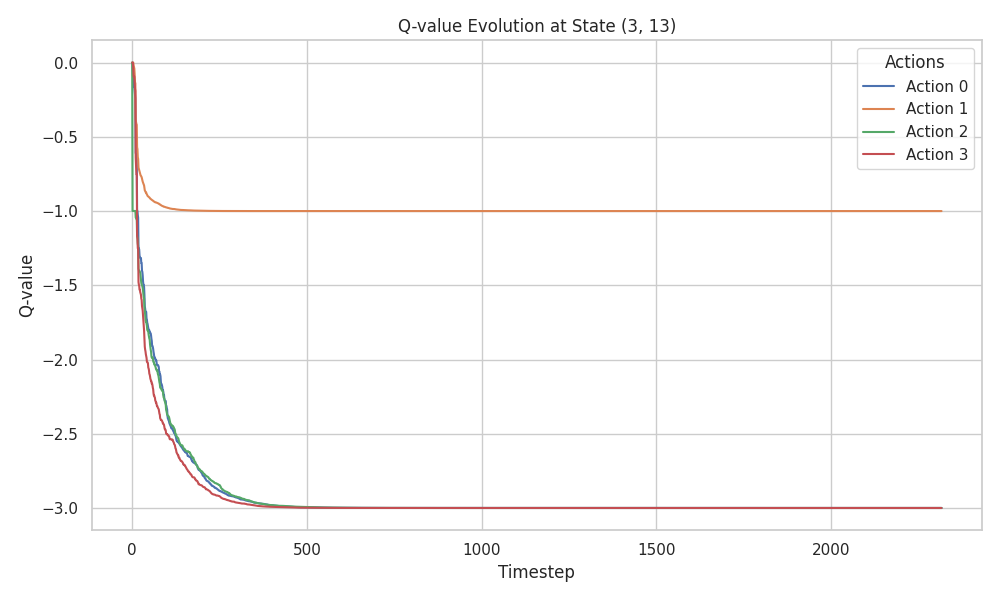 Q-value Evolution at State (3, 13)
Actions
Action 0
Action 1
Action 2
Action 3
Q-value
0.0
−0.5
−1.0
−1.5
−2.0
−2.5
−3.0
0
500
1000
1500
2000
Timestep